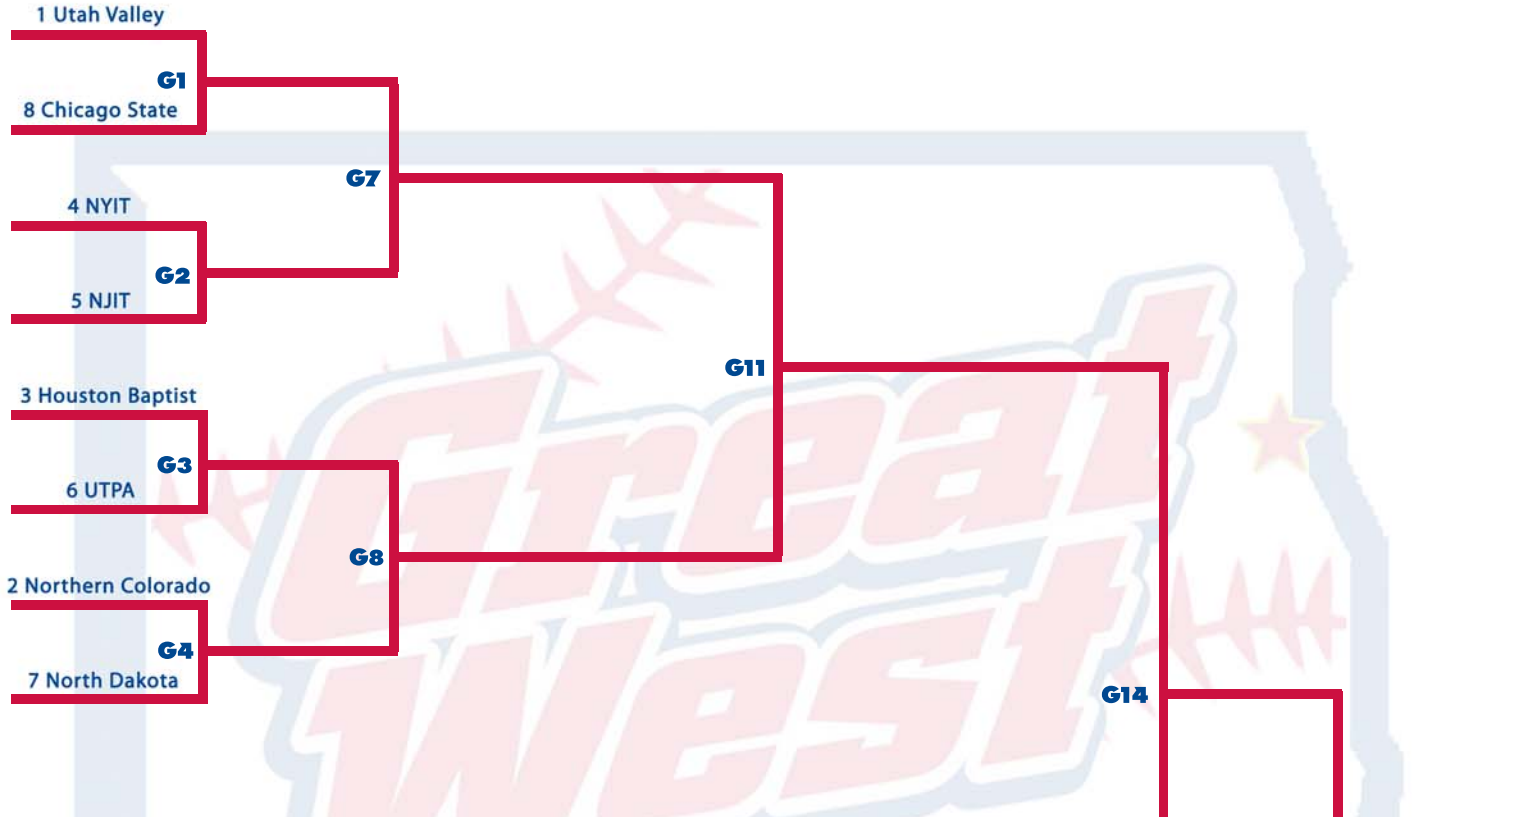 1 Utah Valley
G1
8 Chicago State
G7
4 NYIT
G2
5 NJIT
G11
3 Houston Baptist
G3
6 UTPA
G8
2 Northern Colorado
G4
7 North Dakota
G14
Great
West